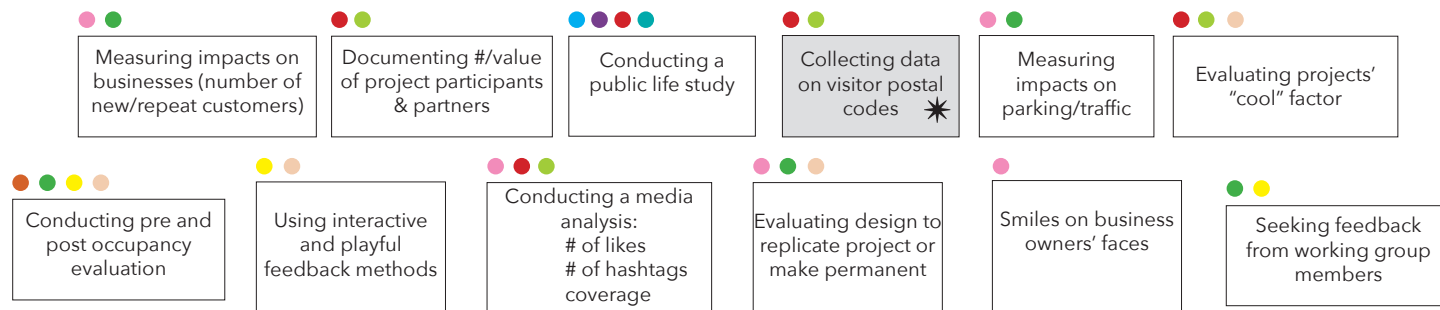 Measuring impacts on
businesses (number of
new/repeat customers)
Documenting #/value
of project participants
& partners
Conducting a
public life study
Collecting data
on visitor postal
codes
Measuring
impacts on
parking/traffic
Evaluating projects’
“cool” factor
Conducting pre and
post occupancy
evaluation
Using interactive
and playful
feedback methods
Conducting a media
analysis:
# of likes
# of hashtags
coverage
Evaluating design to
replicate project or
make permanent
Smiles on business
owners’ faces
Seeking feedback
from working group
members